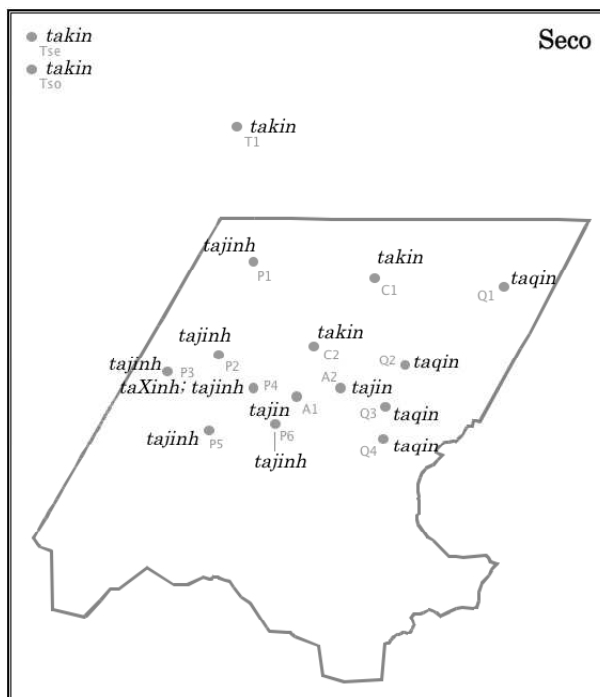 takin Seco
Tse
takin
Tso
takin
T1
tajinh
P1
takin
C1
taqin
Q1
takin
C2
tajinh
P2
tajinh
P3
taqin
Q2
taXinh; tajinh P4
A2 tajin
A1
tajin
taqin
Q3
tajinh P5
P6
taqin
Q4
tajinh